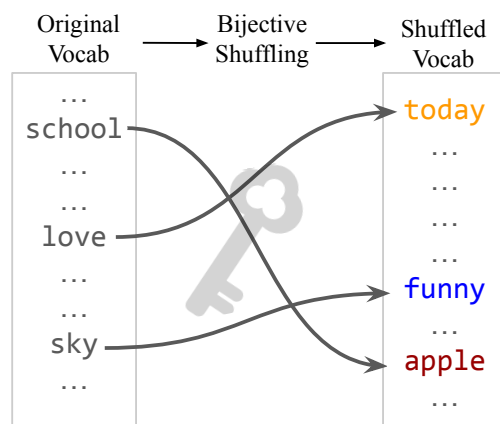 Original
Vocab
Bijective
Shuffling
Shuffled
Vocab
...
school
...
...
love
...
...
sky
...
today
...
...
...
...
funny
...
apple
...